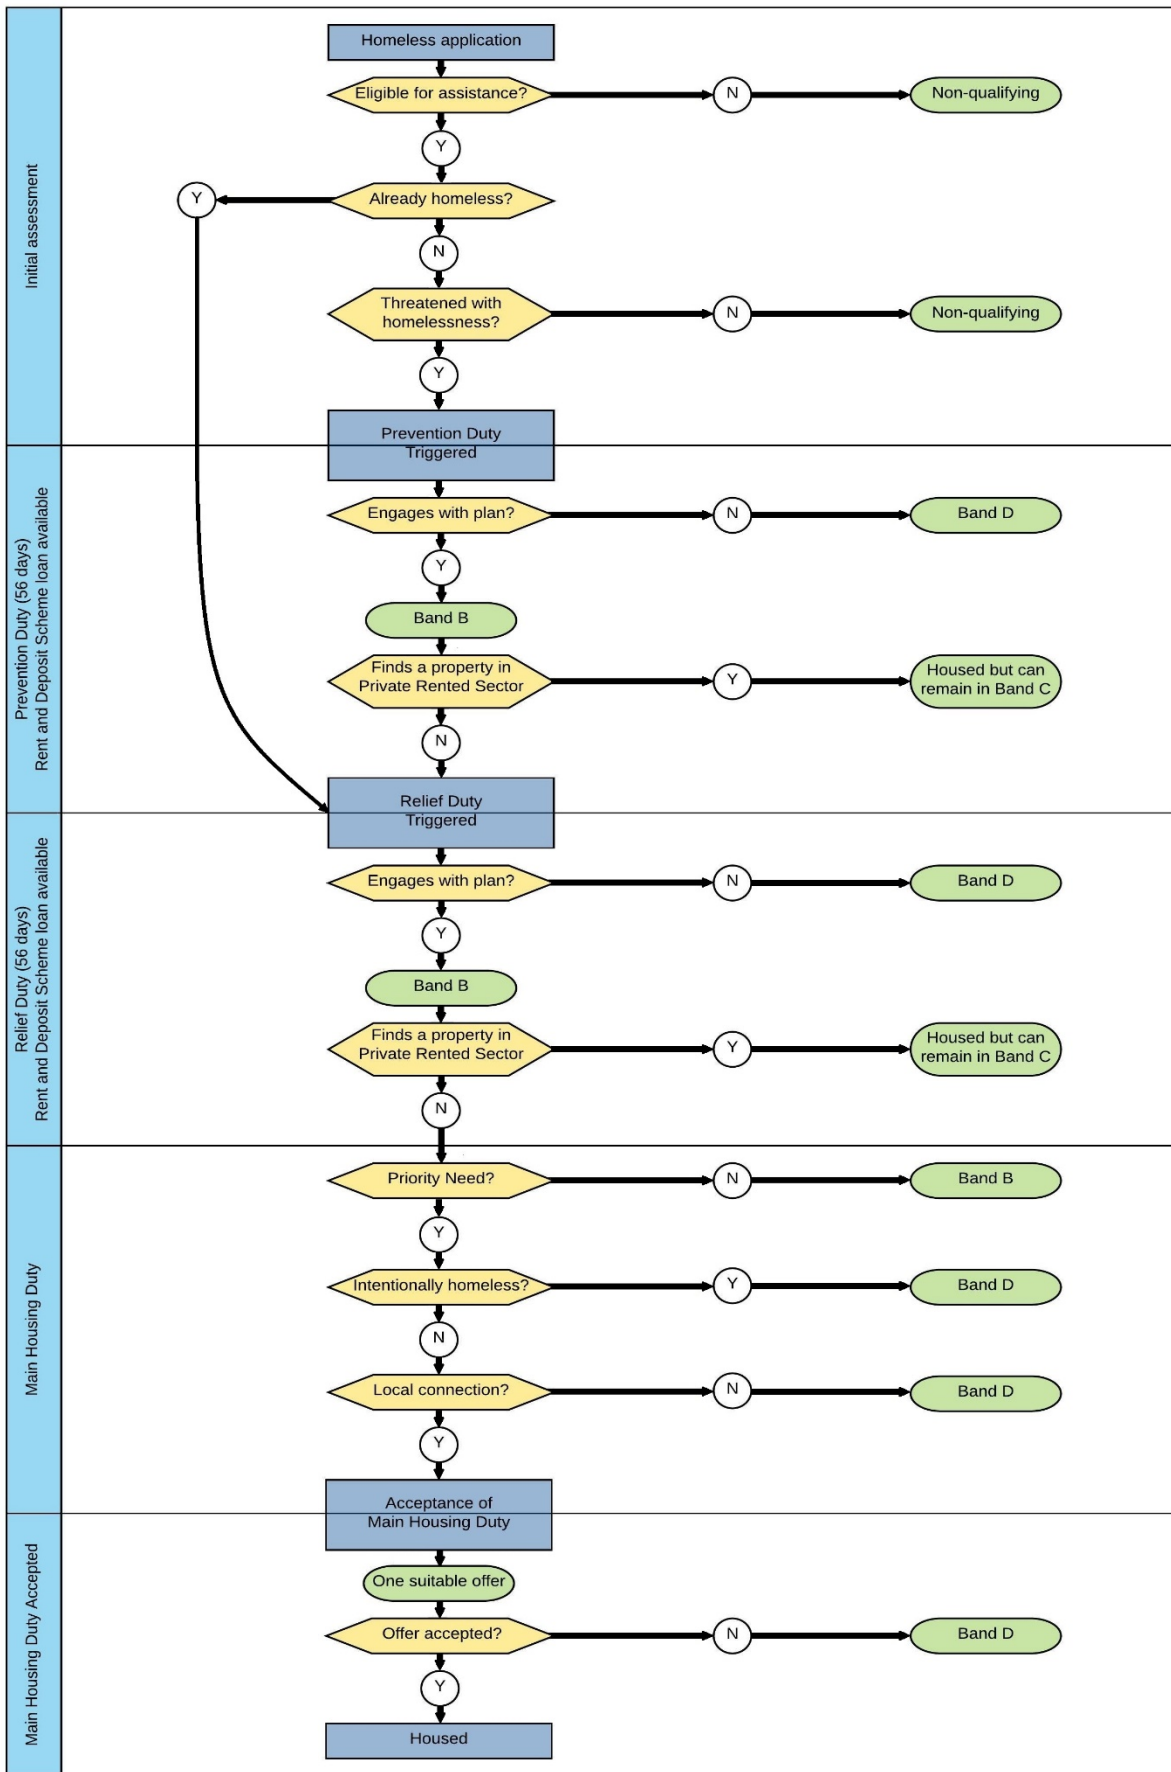 Initial assessment
Homeless application
Eligible for assistance?
N
Non-qualifying
Y
Already homeless?
Y
N
Threatened with
homelessness?
N
Non-qualifying
Y
Prevention Duty
Triggered
Prevention Duty (56 days)
Rent and Deposit Scheme loan available
Engages with plan?
N
Band D
Y
Band B
Finds a property in
Private Rented Sector
Y
Housed but can
remain in Band C
N
Relief Duty
Triggered
Relief Duty (56 days)
Rent and Deposit Scheme loan available
Engages with plan?
N
Band D
Y
Band B
Finds a property in
Private Rented Sector
Y
Housed but can
remain in Band C
N
Main Housing Duty
Priority Need?
N
Band B
Y
Intentionally homeless?
Y
Band D
N
Local connection?
N
Band D
Y
Acceptance of
Main Housing Duty
Main Housing Duty Accepted
One suitable offer
Offer accepted?
N
Band D
Y
Housed